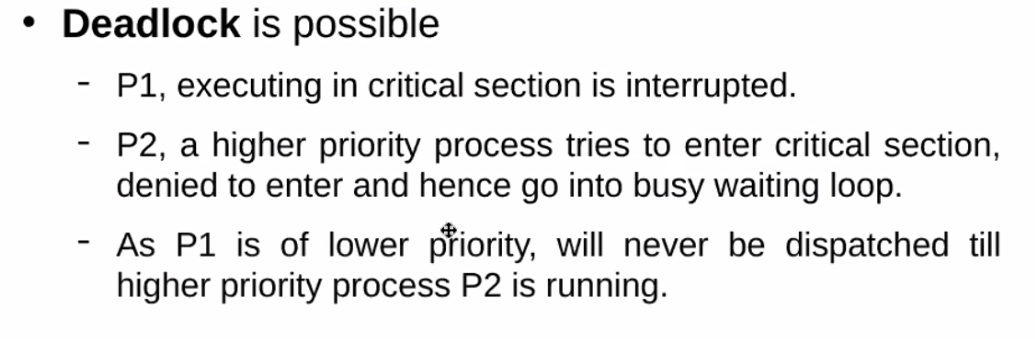 • Deadlock is possible
- P1, executing in critical section is interrupted.
- P2, a higher priority process tries to enter critical section,
denied to enter and hence go into busy waiting loop.
- As P1 is of lower priority, will never be dispatched till
higher priority process P2 is running.